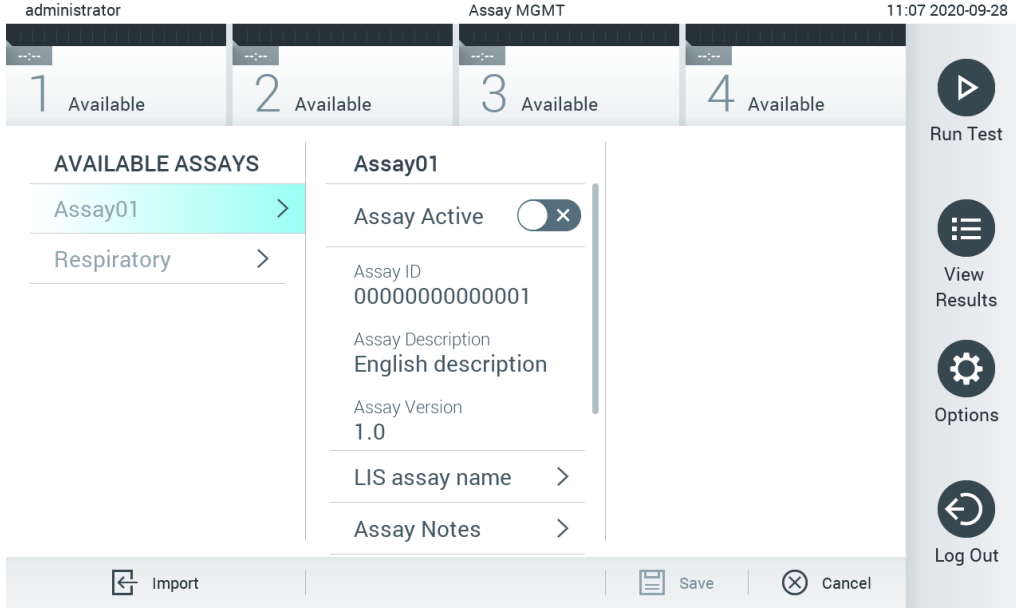 administrator
Assay MGMT
11:07 2020-09-28
--:--
1 Available
--:--
2 Available
--:--
3 Available
--:--
4 Available
Run Test
View
Results
Options
Log Out
AVAILABLE ASSAYS
Assay01
Respiratory
Assay01
Assay Active
Assay ID
00000000000001
Assay Description
English description
Assay Version
1.0
LIS assay name
Assay Notes
Import
Save
Cancel